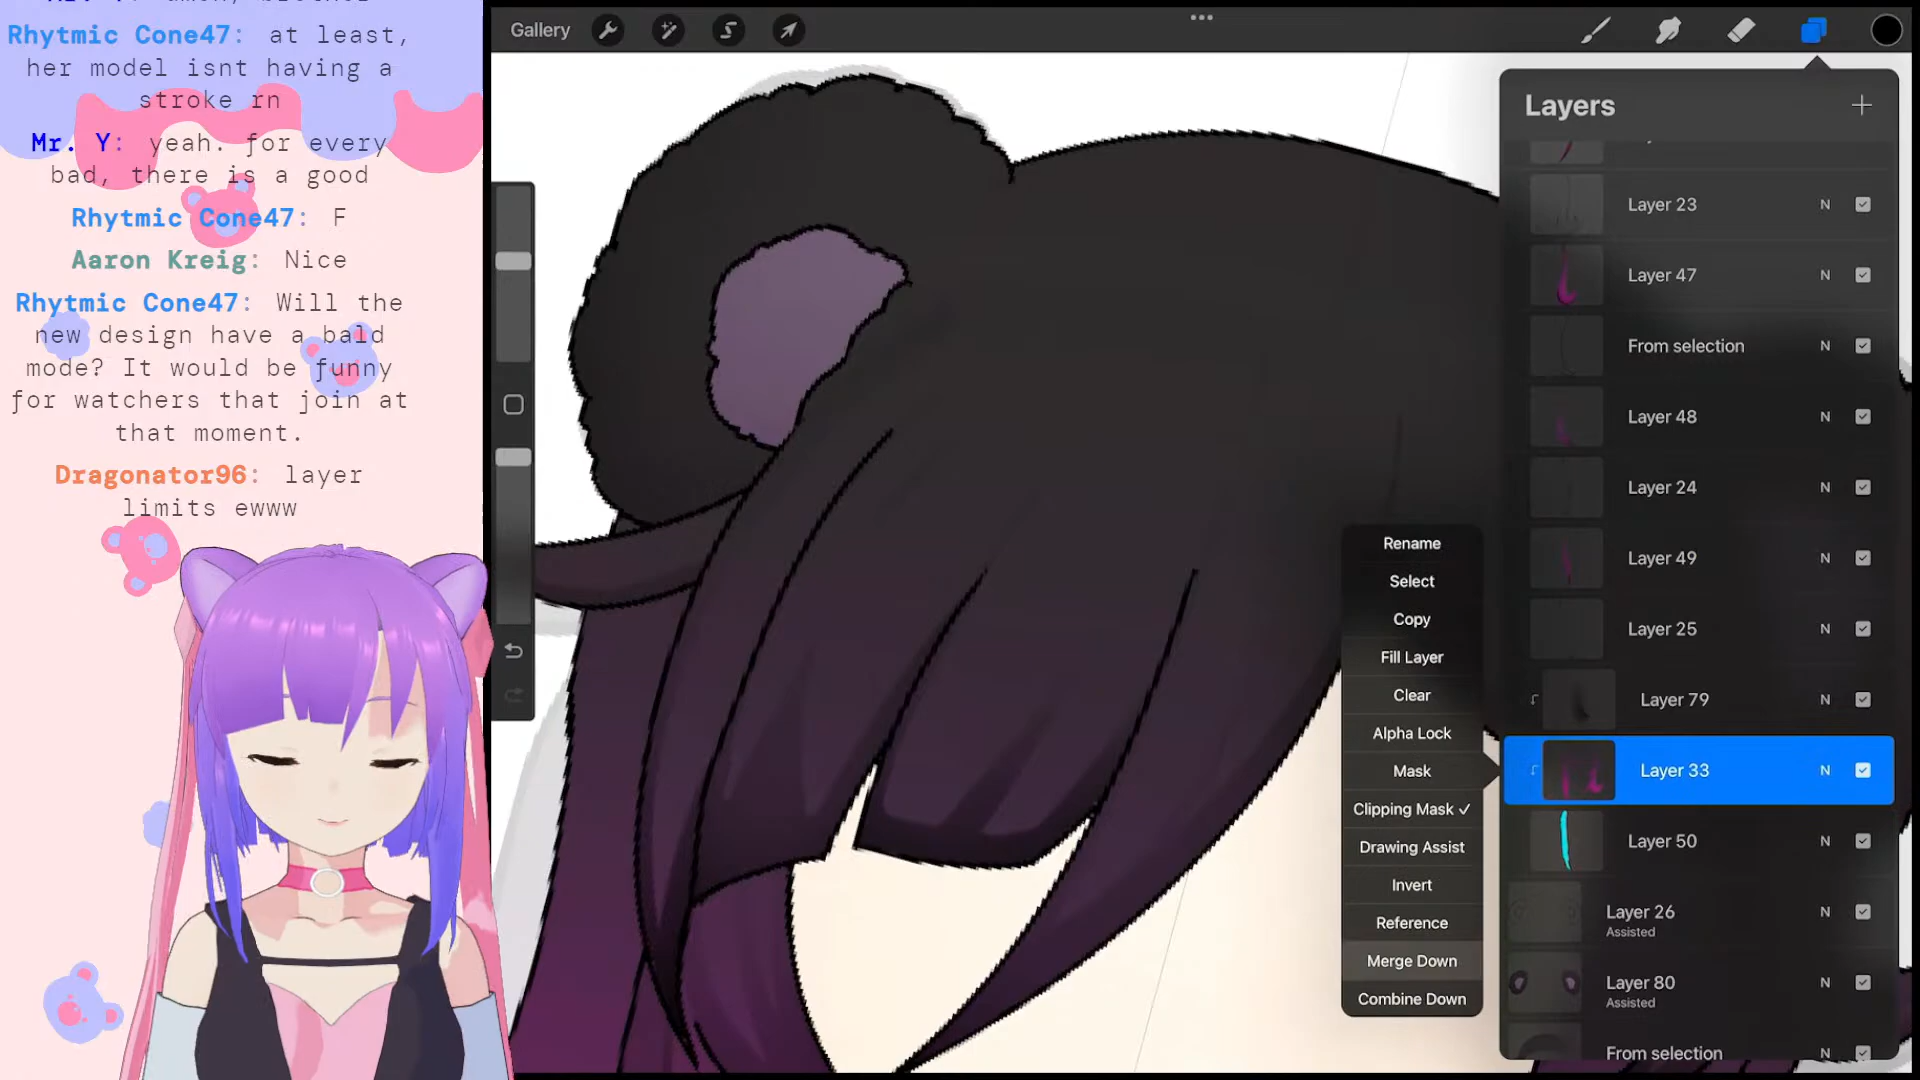 Rhytmic Cone47: at least,
her model isnt having a
stroke rn
Mr. Y: yeah. for every
bad, there is a good
Rhytmic Cone47: F
Aaron Kreig: Nice
Rhytmic Cone47: Will the
new design have a bald
mode? It would be funny
for watchers that join at
that moment.
Dragonator96: layer
limits ewww
Gallery
Layers
Layer 23 N
Layer 47 N
From selection N
Layer 48 N
Layer 24 N
Layer 49 N
Layer 25 N
Layer 79 N
Layer 33 N
Layer 50 N
Layer 26 N
Assisted
Layer 80 N
Assisted
From selection N
Rename
Select
Copy
Fill Layer
Clear
Alpha Lock
Mask
Clipping Mask
Drawing Assist
Invert
Reference
Merge Down
Combine Down